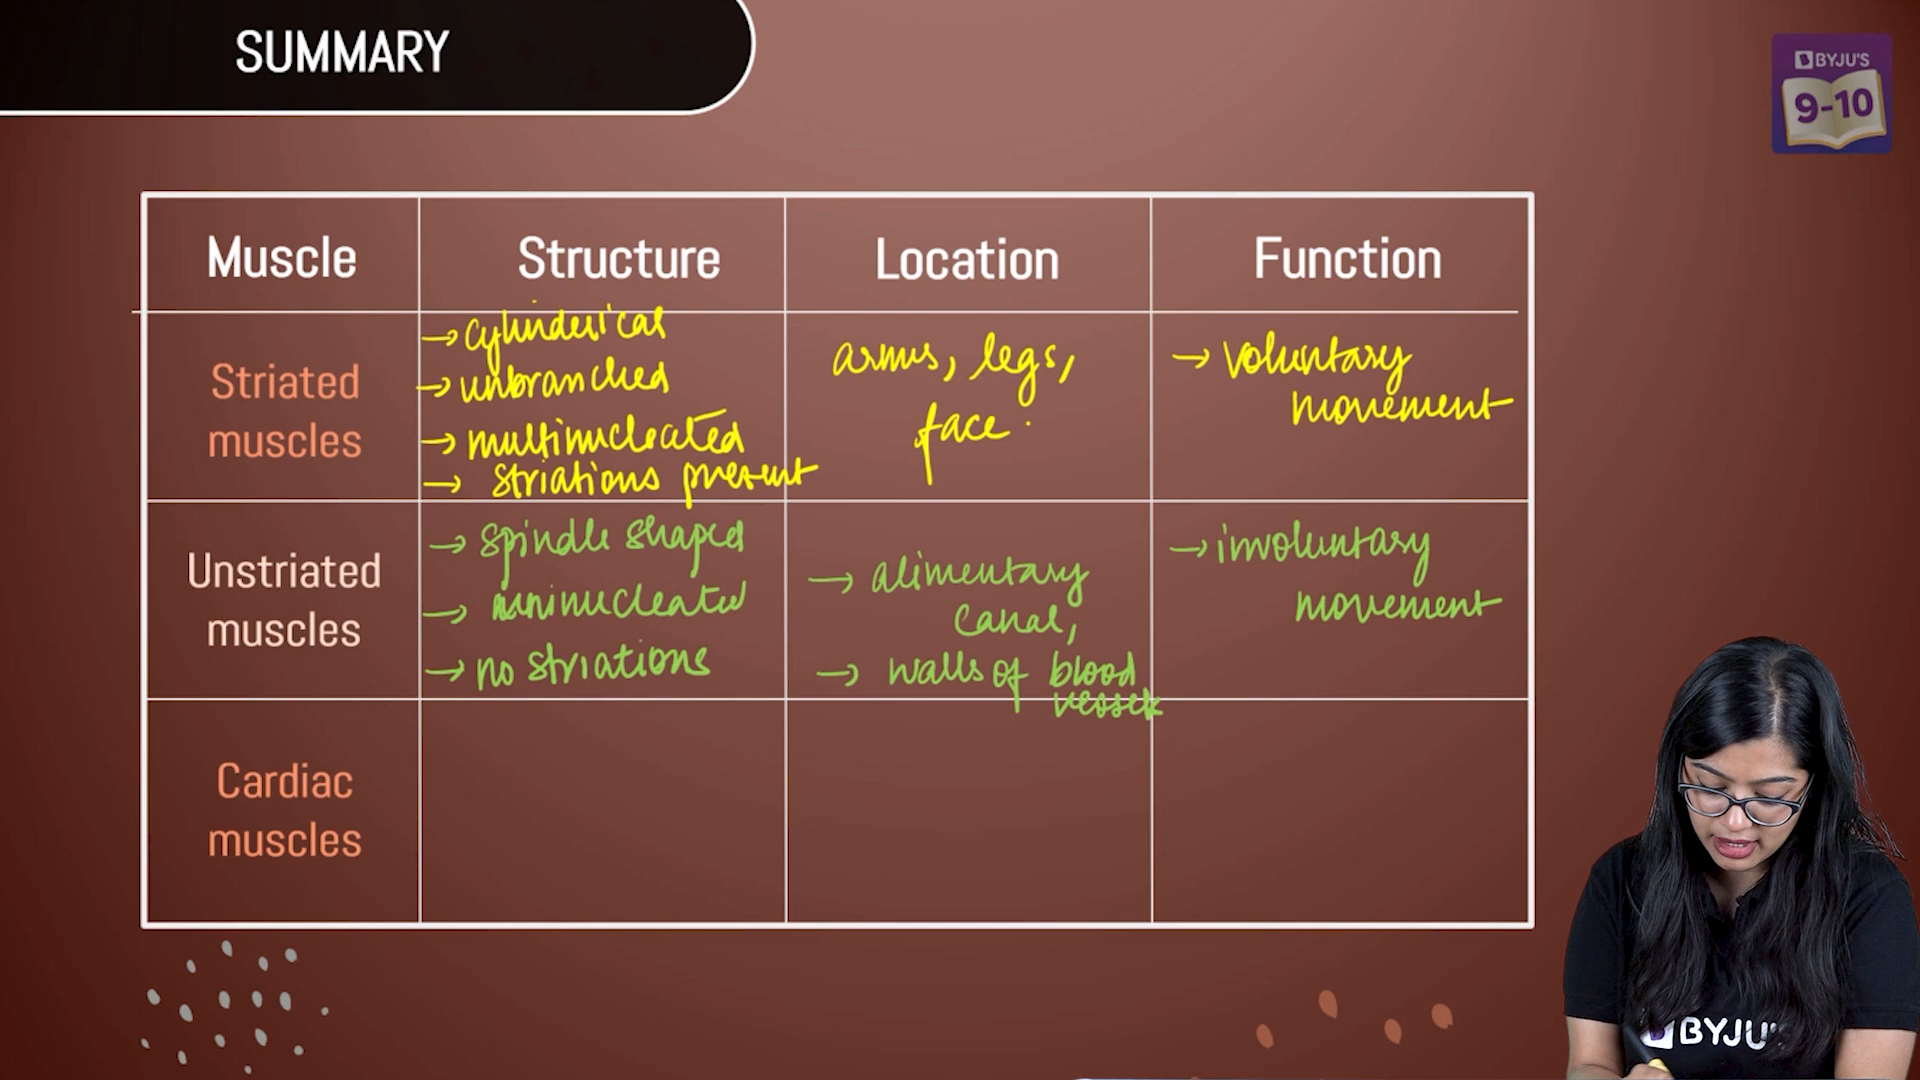 SUMMARY
BYJU'S
9-10
Muscle Structure Location Function
Striated
muscles
→ cylinderical
→ unbranched
→ multinucleated
→ striations present
arms, legs,
face.
→ voluntary
movement
Unstriated
muscles
→ spindle shaped
→ no striations
→ alimentary
canal,
→ walls of blood
vessels
→ involuntary
movement
Cardiac
muscles
BYJU'